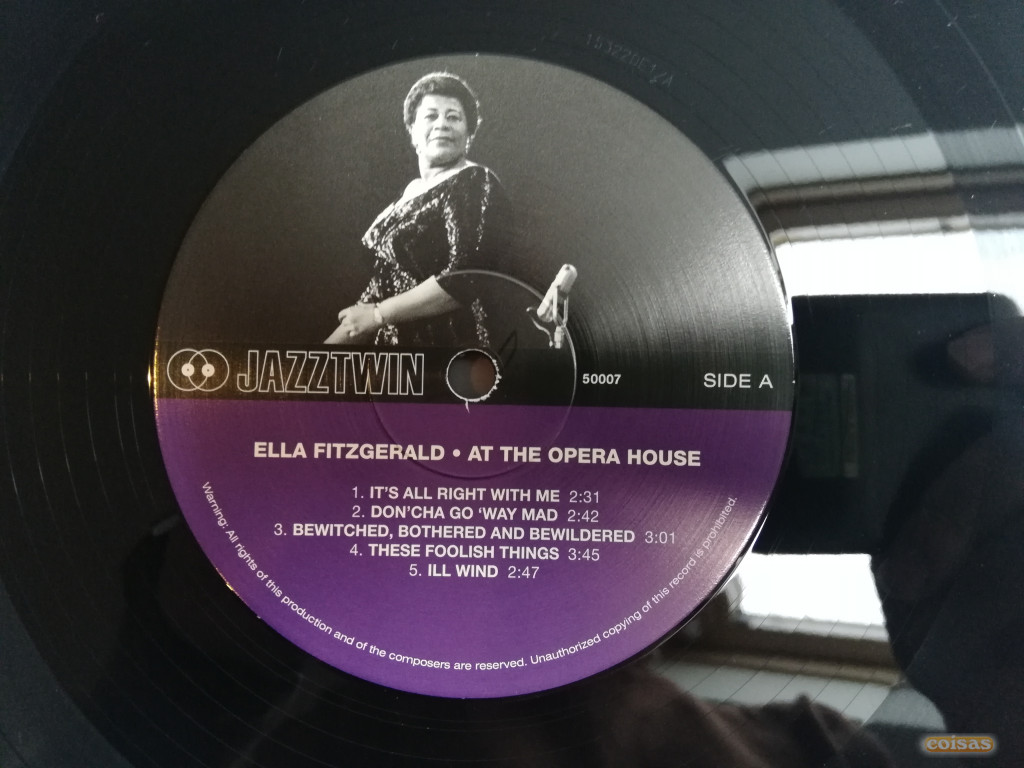 JAZZTWIN
50007
SIDE A
ELLA FITZGERALD • AT THE OPERA HOUSE
1. IT'S ALL RIGHT WITH ME 2:31
2. DON'CHA GO 'WAY MAD 2:42
3. BEWITCHED, BOTHERED AND BEWILDERED 3:01
4. THESE FOOLISH THINGS 3:45
5. ILL WIND 2:47
Warning: All rights of this production and of the composers are reserved. Unauthorized copying of this record is prohibited.
coisas